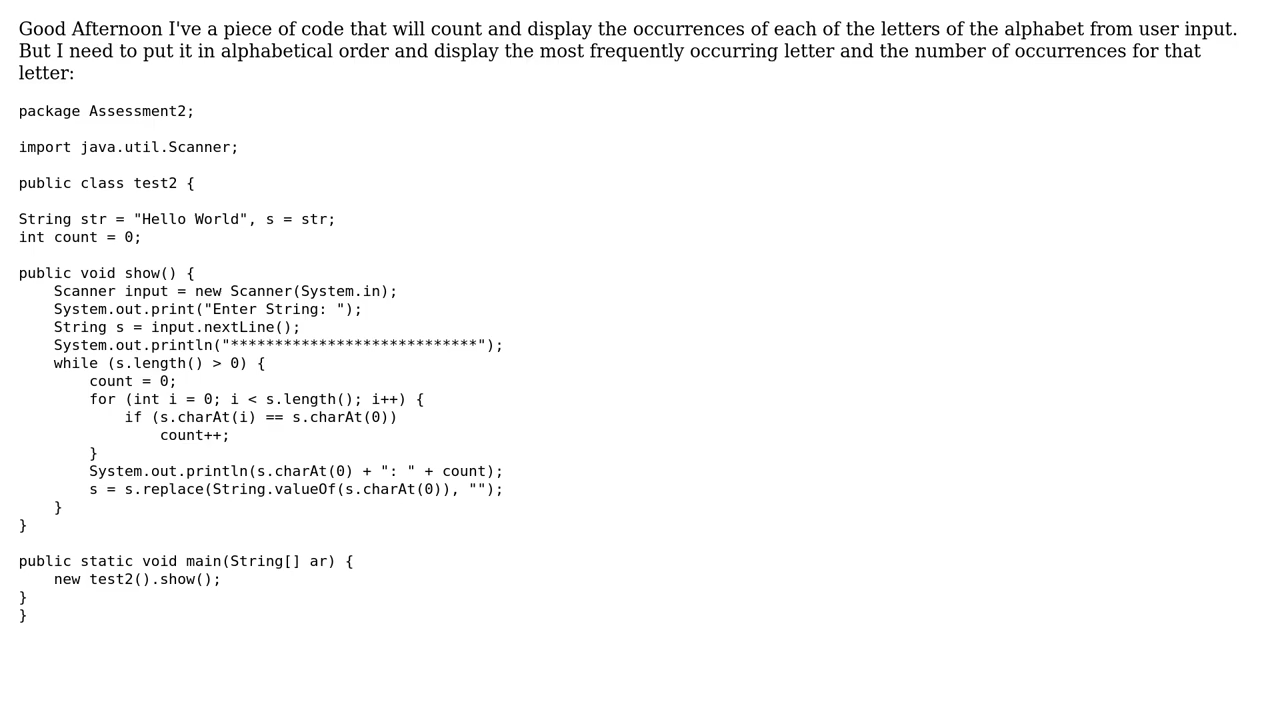 Good Afternoon I've a piece of code that will count and display the occurrences of each of the letters of the alphabet from user input.
But I need to put it in alphabetical order and display the most frequently occurring letter and the number of occurrences for that
letter:
package Assessment2;
import java.util.Scanner;
public class test2 {
String str = "Hello World", s = str;
int count = 0;
public void show() {
    Scanner input = new Scanner(System.in);
    System.out.print("Enter String: ");
    String s = input.nextLine();
    System.out.println("****************************");
    while (s.length() > 0) {
        count = 0;
        for (int i = 0; i < s.length(); i++) {
            if (s.charAt(i) == s.charAt(0))
                count++;
        }
        System.out.println(s.charAt(0) + ": " + count);
        s = s.replace(String.valueOf(s.charAt(0)), "");
    }
}
public static void main(String[] ar) {
    new test2().show();
}
}